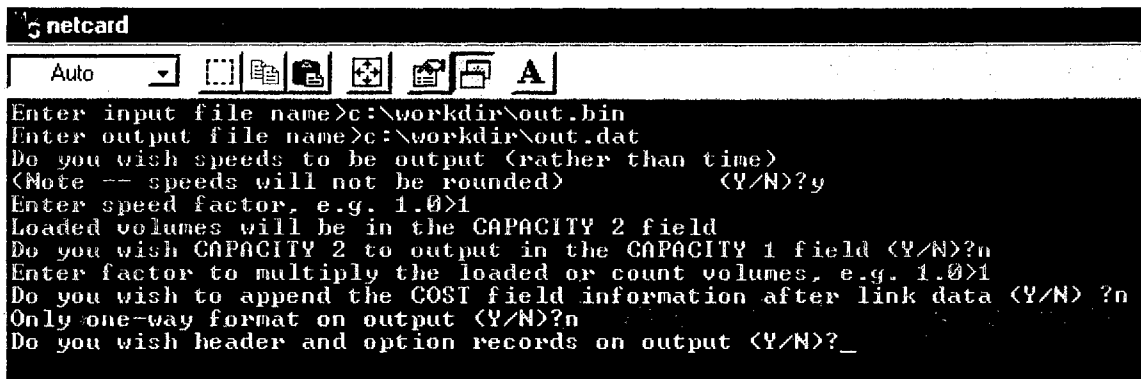 netcard
Auto
A
Enter input file name>c:\workdir\out.bin
Enter output file name>c:\workdir\out.dat
Do you wish speeds to be output (rather than time)
(Note -- speeds will not be rounded) (Y/N)?y
Enter speed factor, e.g. 1.0>1
Loaded volumes will be in the CAPACITY 2 field
Do you wish CAPACITY 2 to output in the CAPACITY 1 field (Y/N)?n
Enter factor to multiply the loaded or count volumes, e.g. 1.0>1
Do you wish to append the COST field information after link data (Y/N) ?n
Only one-way format on output (Y/N)?n
Do you wish header and option records on output (Y/N)?_